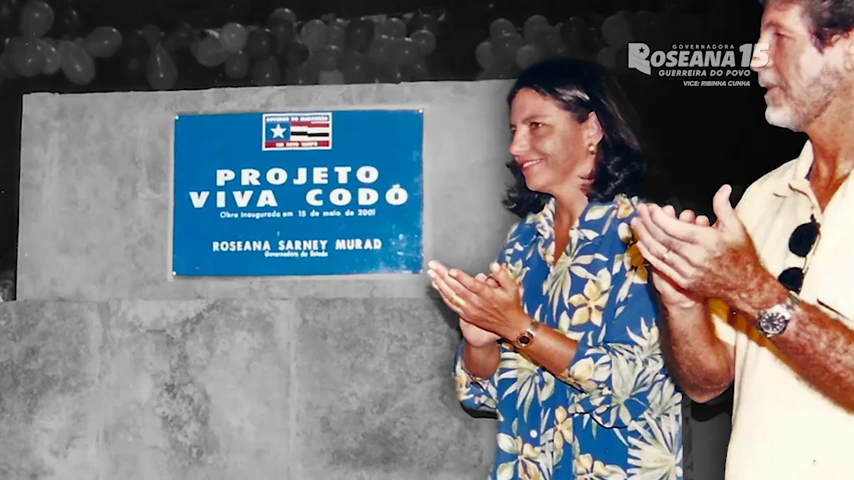 GOVERNADORA
ROSEANA 15
GUERREIRA DO POVO
VICE: RIBINHA CUNHA
GOVERNO DO MARANHÃO
UM NOVO TEMPO
PROJETO
VIVA CODÓ
Obra inaugurada em 15 de maio de 2001
ROSEANA SARNEY MURAD
Governadora do Estado